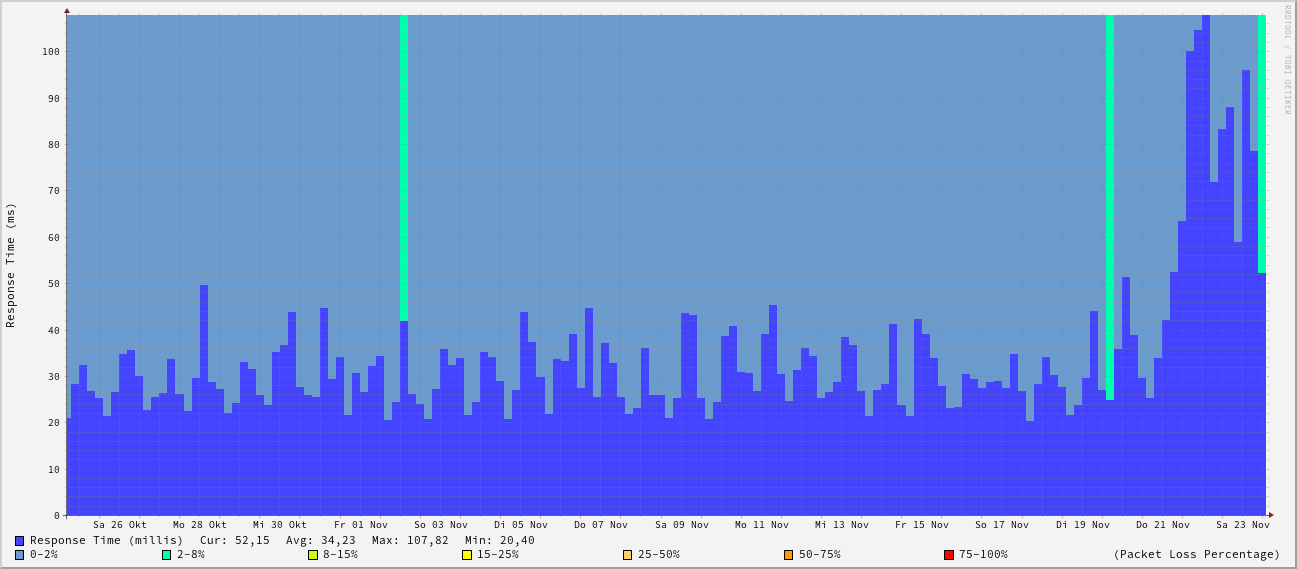 RRDTOOL / TOBI OETIKER
Response Time (ms)
100
90
80
70
60
50
40
30
20
10
0
Sa 26 Okt Mo 28 Okt Mi 30 Okt Fr 01 Nov So 03 Nov Di 05 Nov Do 07 Nov Sa 09 Nov Mo 11 Nov Mi 13 Nov Fr 15 Nov So 17 Nov Di 19 Nov Do 21 Nov Sa 23 Nov
Response Time (millis) Cur: 52,15 Avg: 34,23 Max: 107,82 Min: 20,40
0-2% 2-8% 8-15% 15-25% 25-50% 50-75% 75-100% (Packet Loss Percentage)